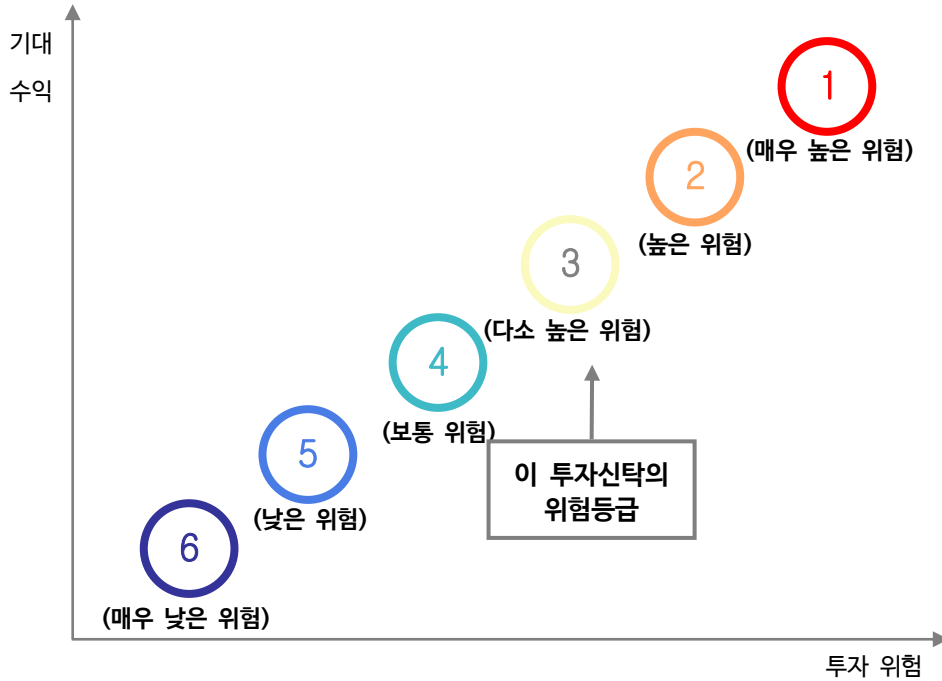 기대
수익
1
(매우 높은 위험)
2
(높은 위험)
3
(다소 높은 위험)
4
(보통 위험)
이 투자신탁의
위험등급
5
(낮은 위험)
6
(매우 낮은 위험)
투자 위험